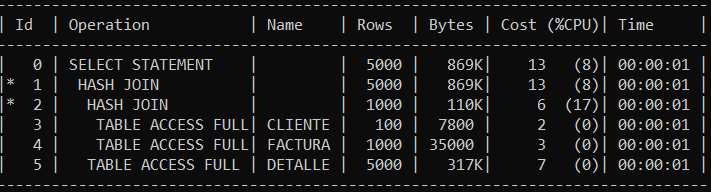 --------------------------------------------------------------------------------
| Id  | Operation           | Name    | Rows  | Bytes | Cost (%CPU)| Time     |
--------------------------------------------------------------------------------
|   0 | SELECT STATEMENT    |         |  5000 |   869K|    13   (8)| 00:00:01 |
|*  1 |  HASH JOIN          |         |  5000 |   869K|    13   (8)| 00:00:01 |
|*  2 |   HASH JOIN         |         |  1000 |   110K|     6  (17)| 00:00:01 |
|   3 |    TABLE ACCESS FULL| CLIENTE |   100 |  7800 |     2   (0)| 00:00:01 |
|   4 |    TABLE ACCESS FULL| FACTURA |  1000 | 35000 |     3   (0)| 00:00:01 |
|   5 |   TABLE ACCESS FULL | DETALLE |  5000 |   317K|     7   (0)| 00:00:01 |
--------------------------------------------------------------------------------